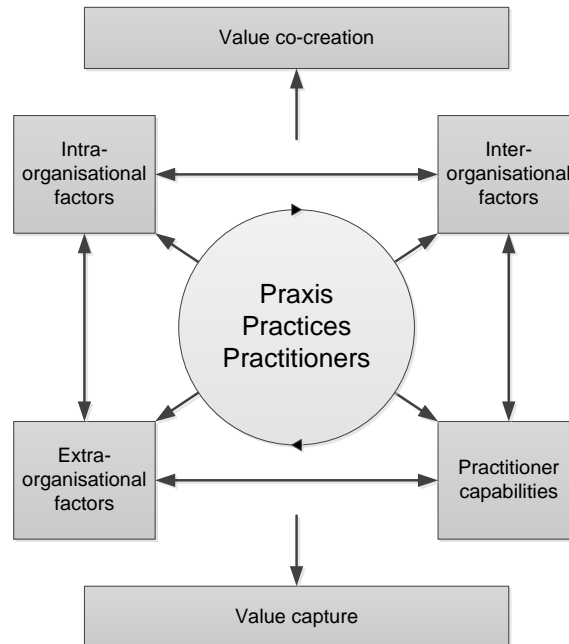 Value co-creation
Intra-
organisational
factors
Inter-
organisational
factors
Praxis
Practices
Practitioners
Extra-
organisational
factors
Practitioner
capabilities
Value capture